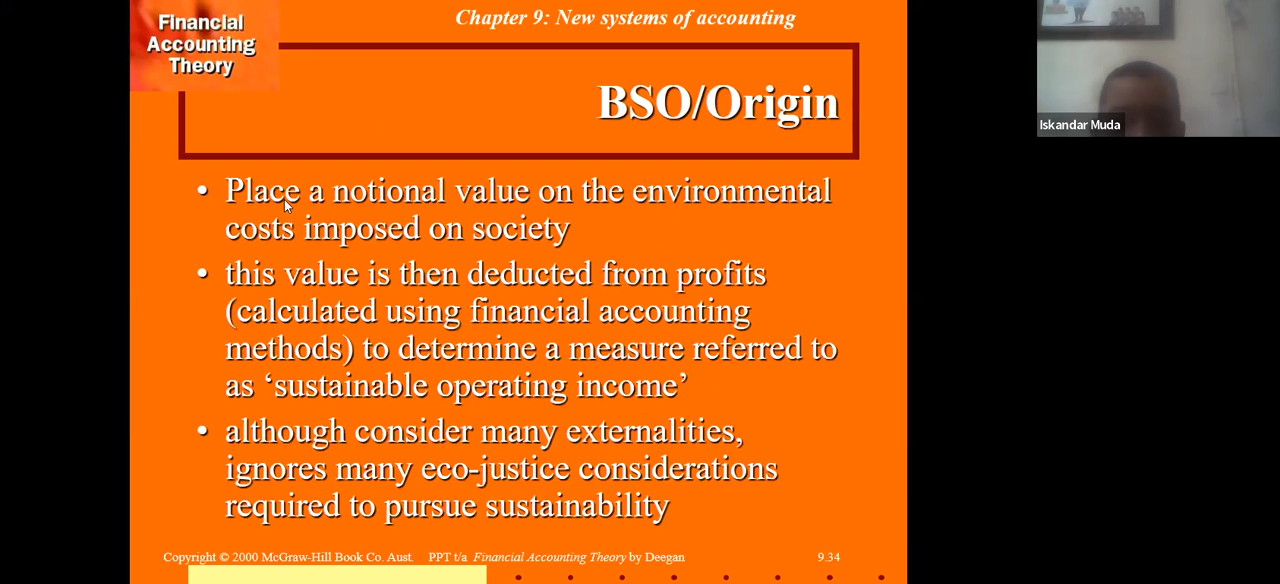 Financial
Accounting
Theory
Chapter 9: New systems of accounting
BSO/Origin
• Place a notional value on the environmental
costs imposed on society
• this value is then deducted from profits
(calculated using financial accounting
methods) to determine a measure referred to
as ‘sustainable operating income’
• although consider many externalities,
ignores many eco-justice considerations
required to pursue sustainability
Copyright © 2000 McGraw-Hill Book Co. Aust. PPT t/a Financial Accounting Theory by Deegan 9.34
Iskandar Muda